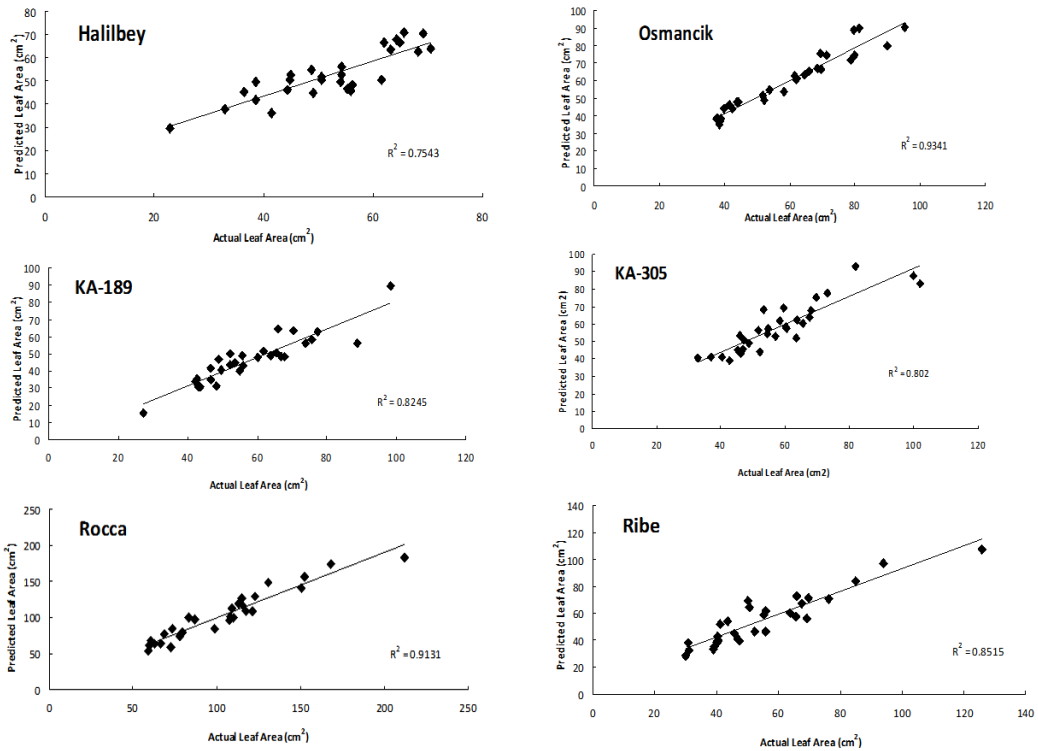 Halilbey
Predicted Leaf Area (cm²)
80
70
60
50
40
30
20
10
0
R² = 0.7543
0 20 40 60 80
Actual Leaf Area (cm²)
Osmancik
Predicted Leaf Area (cm²)
100
90
80
70
60
50
40
30
20
10
0
R² = 0.9341
0 20 40 60 80 100 120
Actual Leaf Area (cm²)
KA-189
Predicted Leaf Area (cm²)
100
90
80
70
60
50
40
30
20
10
0
R² = 0.8245
0 20 40 60 80 100 120
Actual Leaf Area (cm²)
KA-305
Predicted Leaf Area (cm2)
100
90
80
70
60
50
40
30
20
10
0
R² = 0.802
0 20 40 60 80 100 120
Actual Leaf Area (cm2)
Rocca
Predicted Leaf Area (cm²)
250
200
150
100
50
0
R² = 0.9131
0 50 100 150 200 250
Actual Leaf Area (cm²)
Ribe
Predicted Leaf Area (cm²)
140
120
100
80
60
40
20
0
R² = 0.8515
0 20 40 60 80 100 120 140
Actual Leaf Area (cm²)